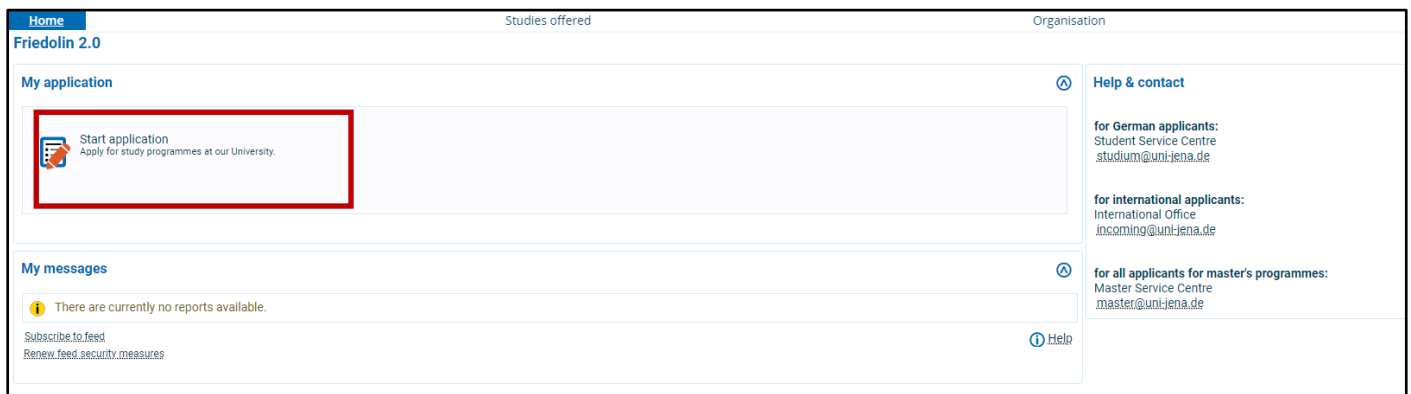 Home
Studies offered
Organisation
Friedolin 2.0
My application
Start application
Apply for study programmes at our University.
My messages
There are currently no reports available.
Subscribe to feed
Renew feed security measures
Help
Help & contact
for German applicants:
Student Service Centre
studium@uni-jena.de
for international applicants:
International Office
incoming@uni-jena.de
for all applicants for master's programmes:
Master Service Centre
master@uni-jena.de